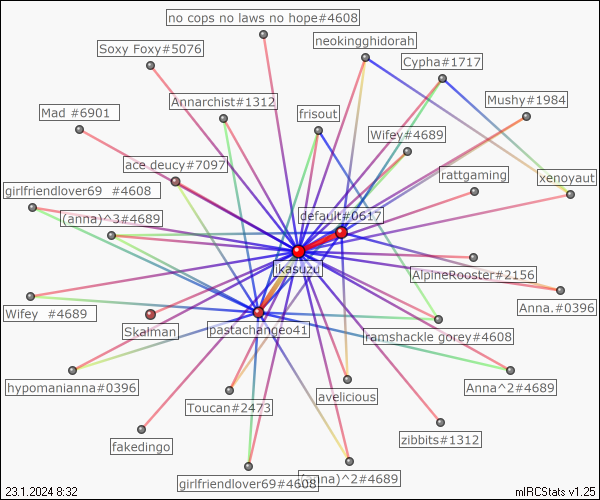 no cops no laws no hope#4608
neokingghidorah
Soxy Foxy#5076
Cypha#1717
Annarchist#1312
Mushy#1984
Mad #6901
frisout
Wifey#4689
ace deucy#7097
rattgaming
xenoyaut
girlfriendlover69 #4608
(anna)^3#4689
default#0617
ikasuzu
AlpineRooster#2156
Anna.#0396
Wifey #4689
Skalman
pastachangeo41
ramshackle gorey#4608
hypomanianna#0396
Anna^2#4689
avelicious
Toucan#2473
fakedingo
zibbits#1312
girlfriendlover69#4608
(anna)^2#4689
23.1.2024 8:32
mIRCStats v1.25